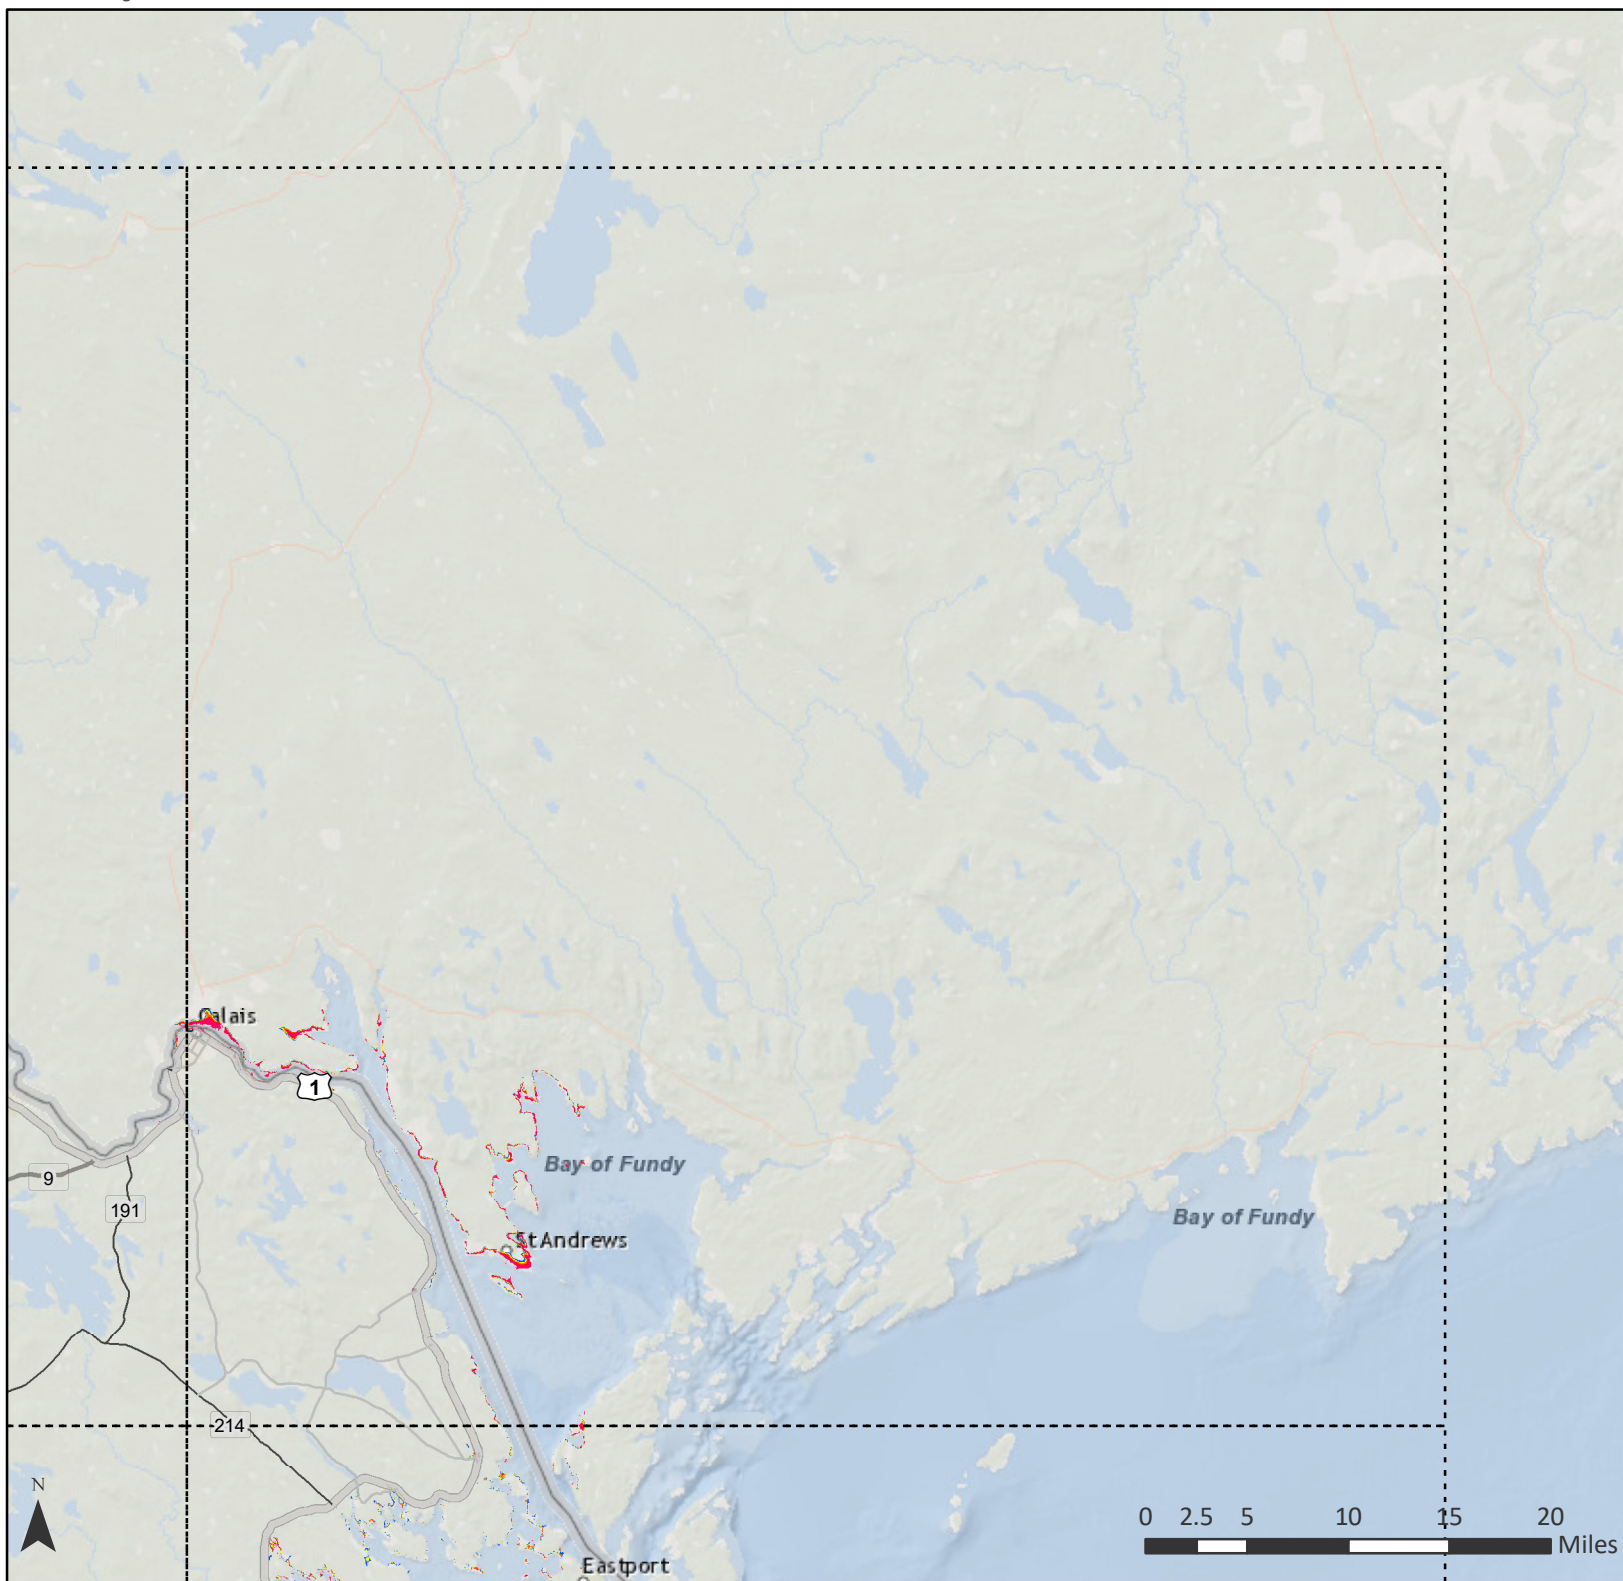 Calais
1
9
Bay of Fundy
191
Bay of Fundy
St Andrews
214
N
0 2.5 5 10 15 20
Miles
Eastport